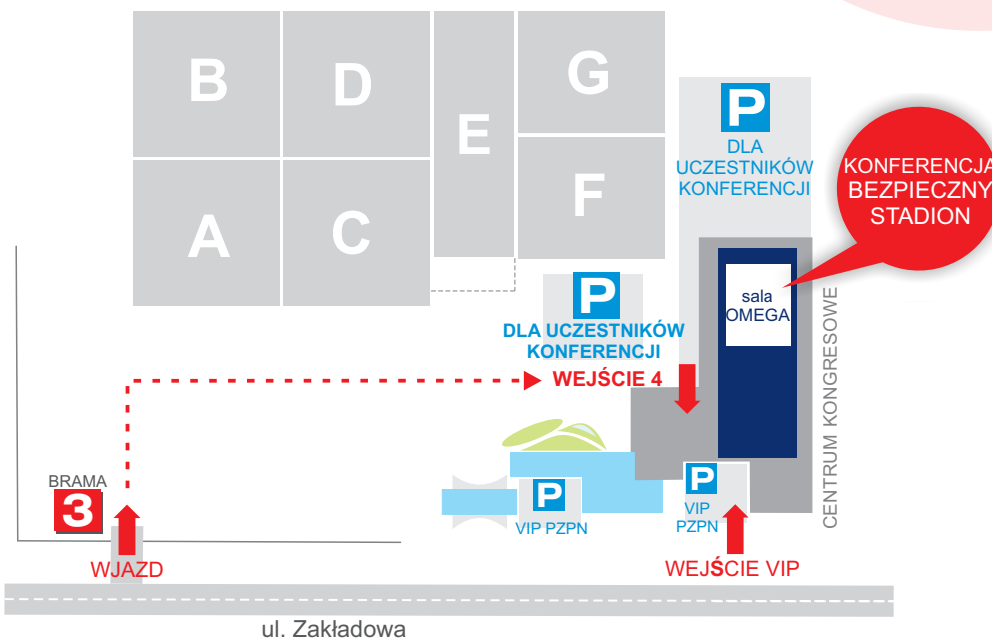 B
D
E
G
A
C
F
P
DLA
UCZESTNIKÓW
KONFERENCJI
KONFERENCJA
BEZPIECZNY
STADION
sala
OMEGA
CENTRUM KONGRESOWE
P
DLA UCZESTNIKÓW
KONFERENCJI
WEJŚCIE 4
BRAMA
3
WJAZD
P
VIP PZPN
P
VIP
PZPN
WEJŚCIE VIP
ul. Zakładowa